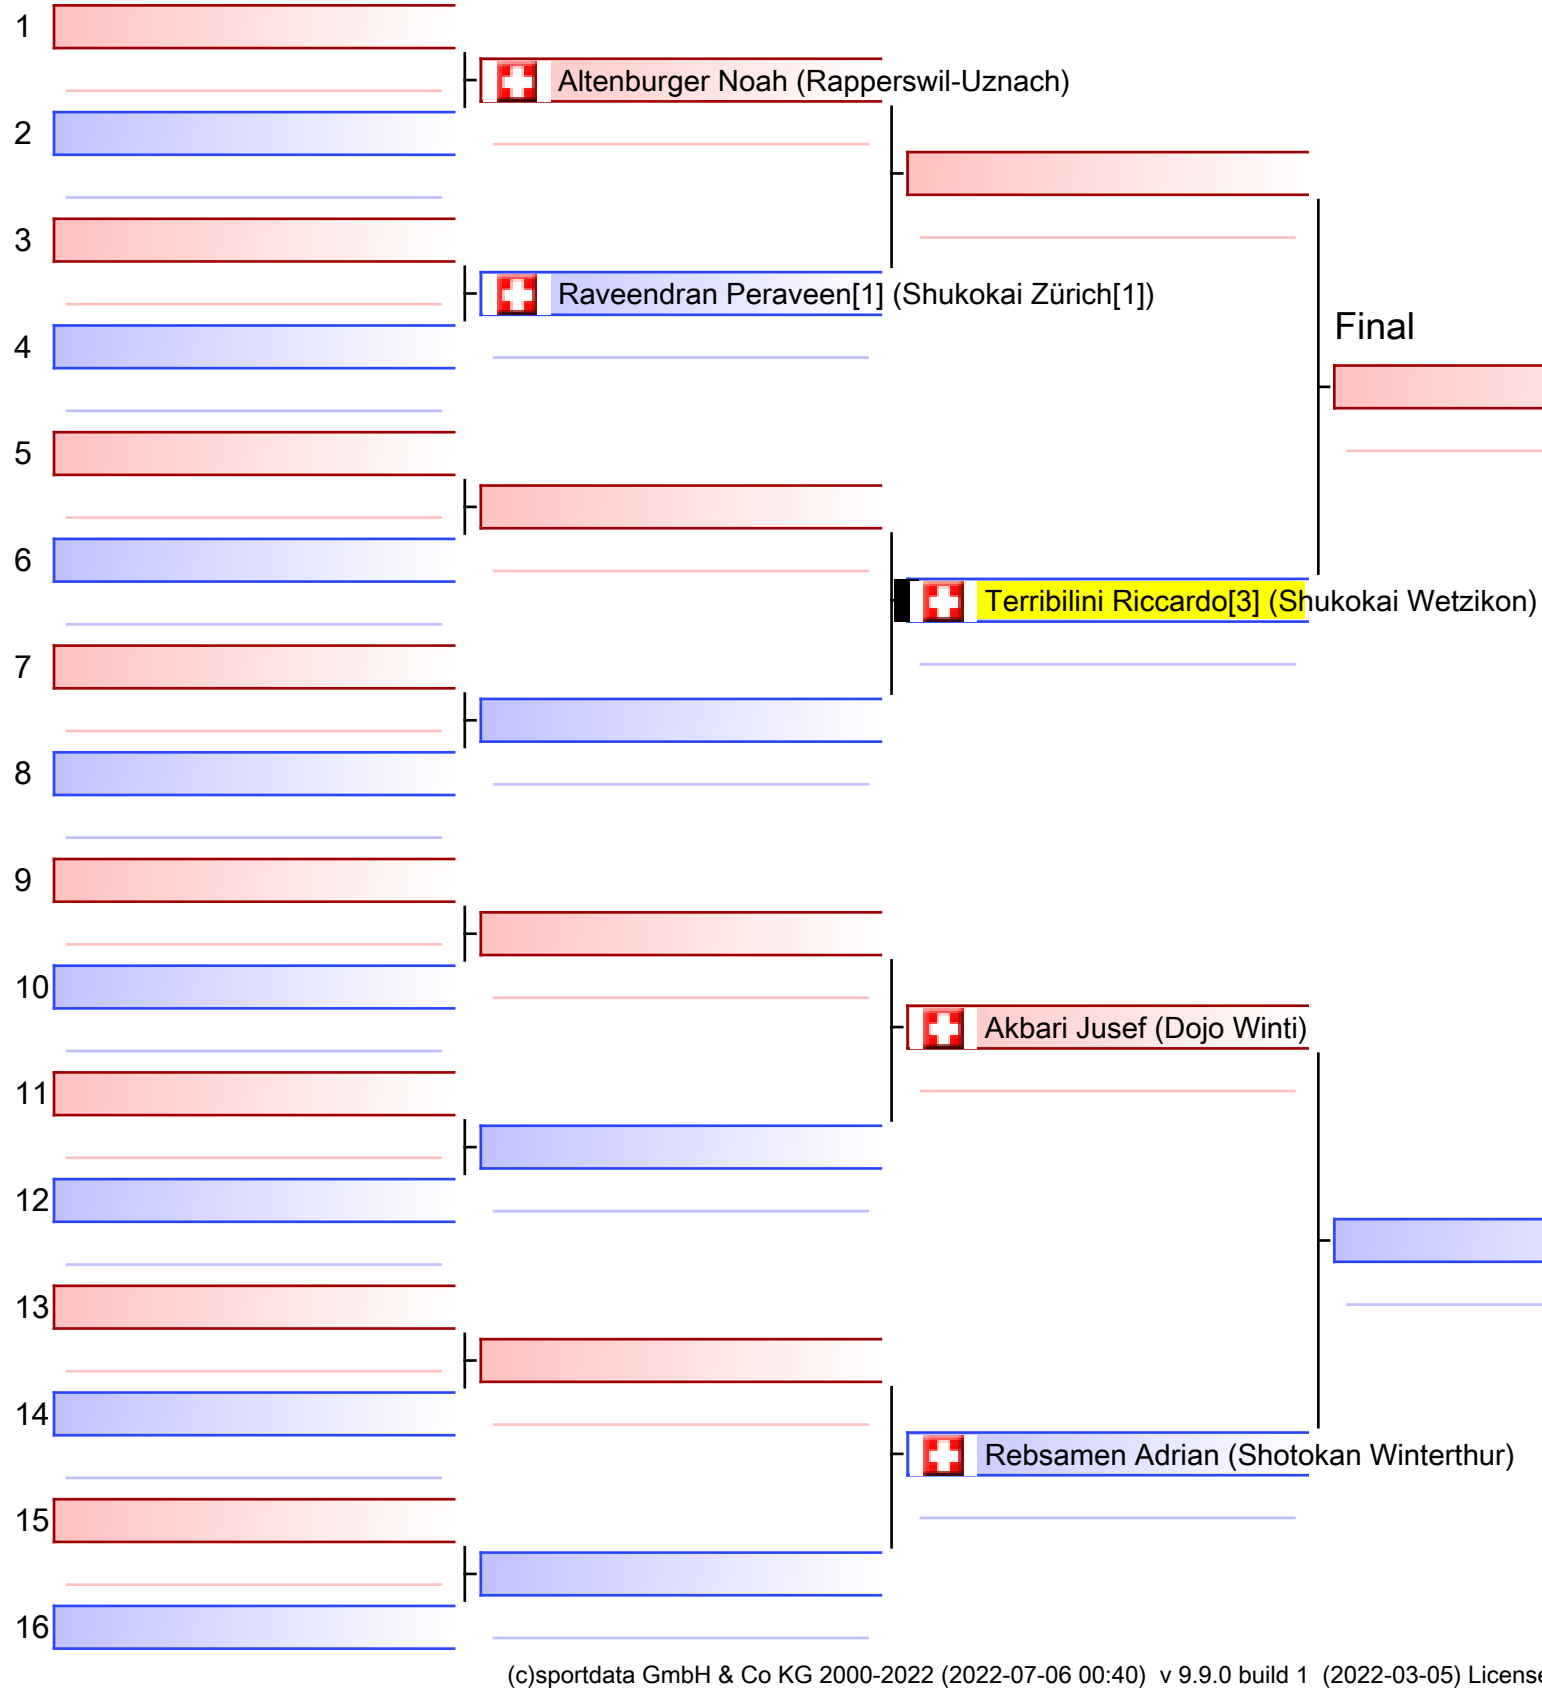 1
Altenburger Noah (Rapperswil-Uznach)
2
3
Raveendran Peraveen[1] (Shukokai Zürich[1])
Final
4
5
6
Terribilini Riccardo[3] (Shukokai Wetzikon)
7
8
9
10
Akbari Jusef (Dojo Winti)
11
12
13
14
Rebsamen Adrian (Shotokan Winterthur)
15
16
(c)sportdata GmbH & Co KG 2000-2022 (2022-07-06 00:40) v 9.9.0 build 1 (2022-03-05) License